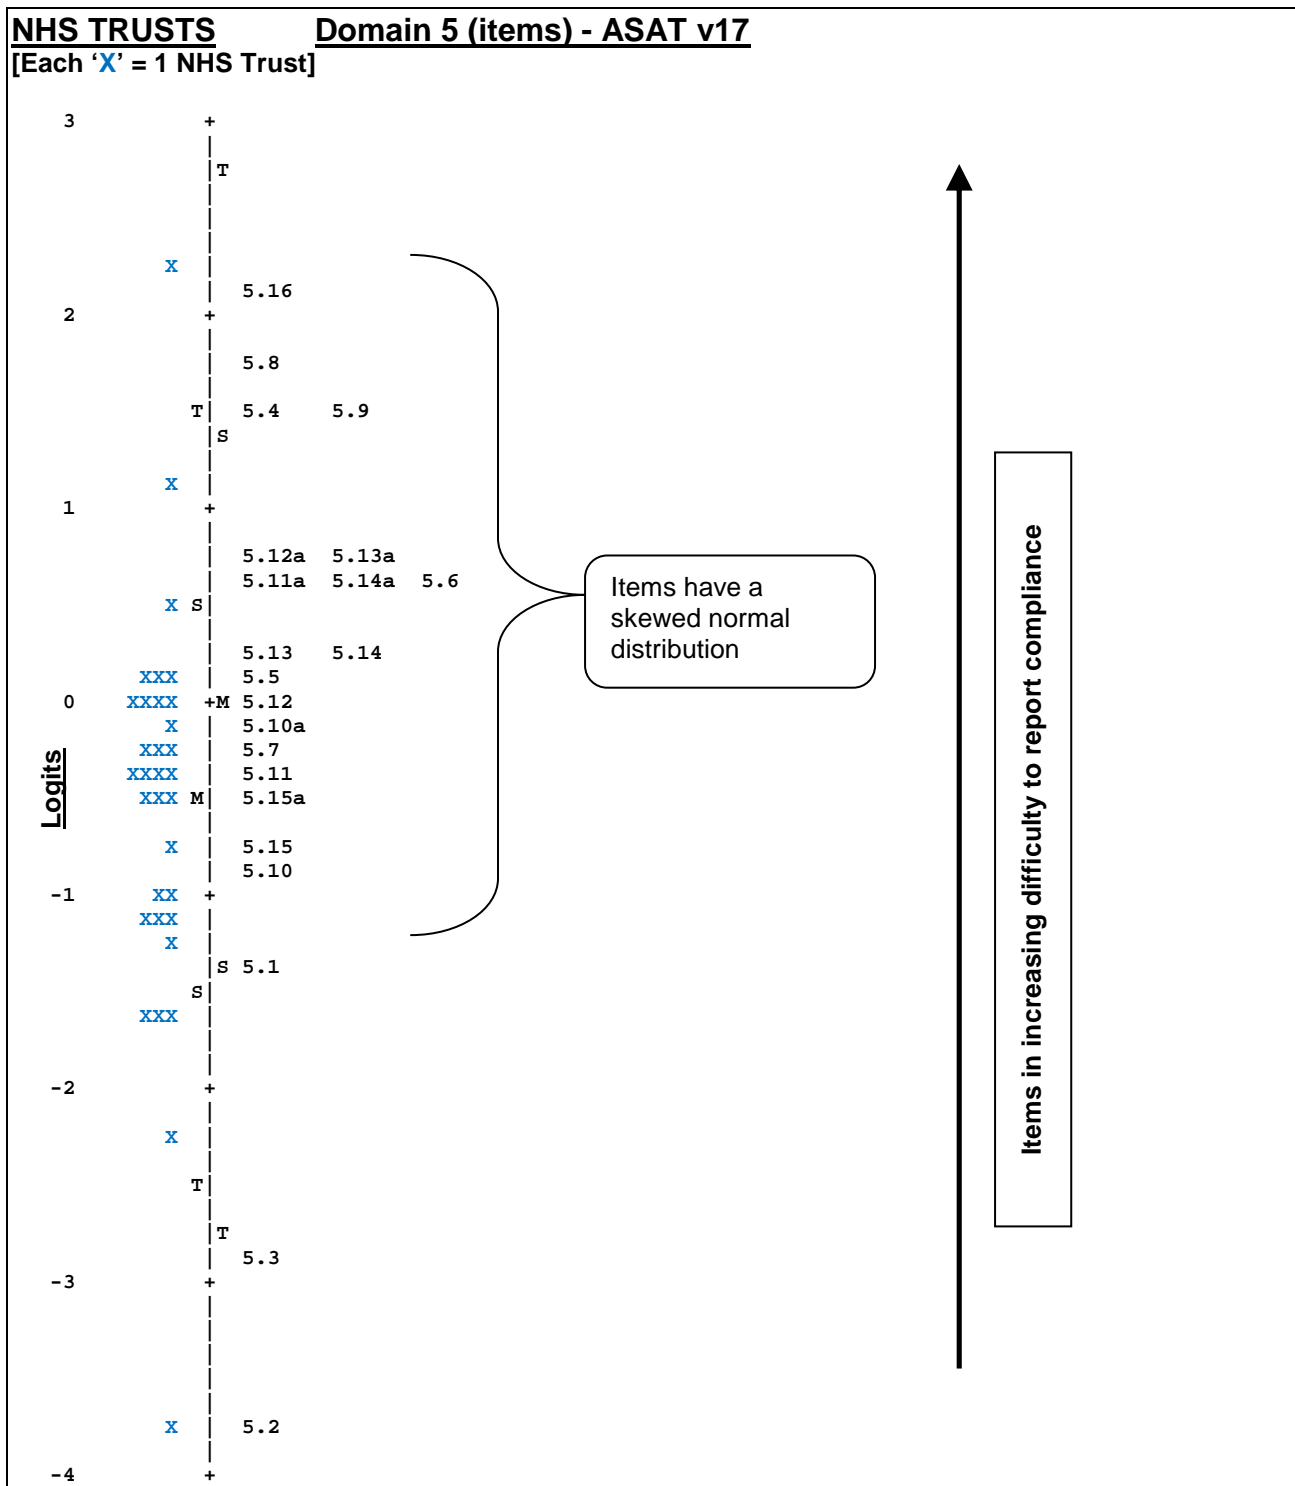 NHS TRUSTS Domain 5 (items) - ASAT v17
[Each ‘X’ = 1 NHS Trust]
3 +
|T
X |
| 5.16
2 +
| 5.8
T| 5.4 5.9
|S
X |
1 +
| 5.12a 5.13a
| 5.11a 5.14a 5.6
X S|
| 5.13 5.14
XXX | 5.5
0 XXXX +M 5.12
X | 5.10a
XXX | 5.7
XXXX | 5.11
XXX M| 5.15a
X | 5.15
| 5.10
-1 XX +
XXX |
X |
|S 5.1
S|
XXX |
-2 +
X |
T|
|T
| 5.3
-3 +
X | 5.2
-4 +
Logits
Items have a
skewed normal
distribution
Items in increasing difficulty to report compliance